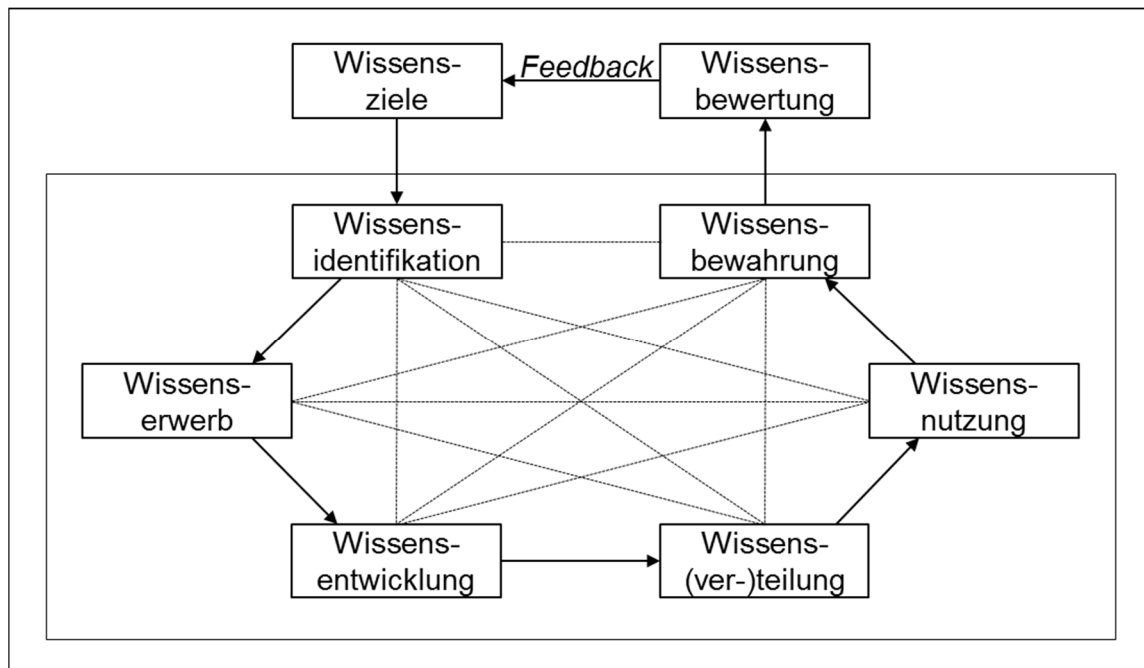 Wissens-
ziele
Feedback
Wissens-
bewertung
Wissens-
identifikation
Wissens-
bewahrung
Wissens-
erwerb
Wissens-
nutzung
Wissens-
entwicklung
Wissens-
(ver-)teilung